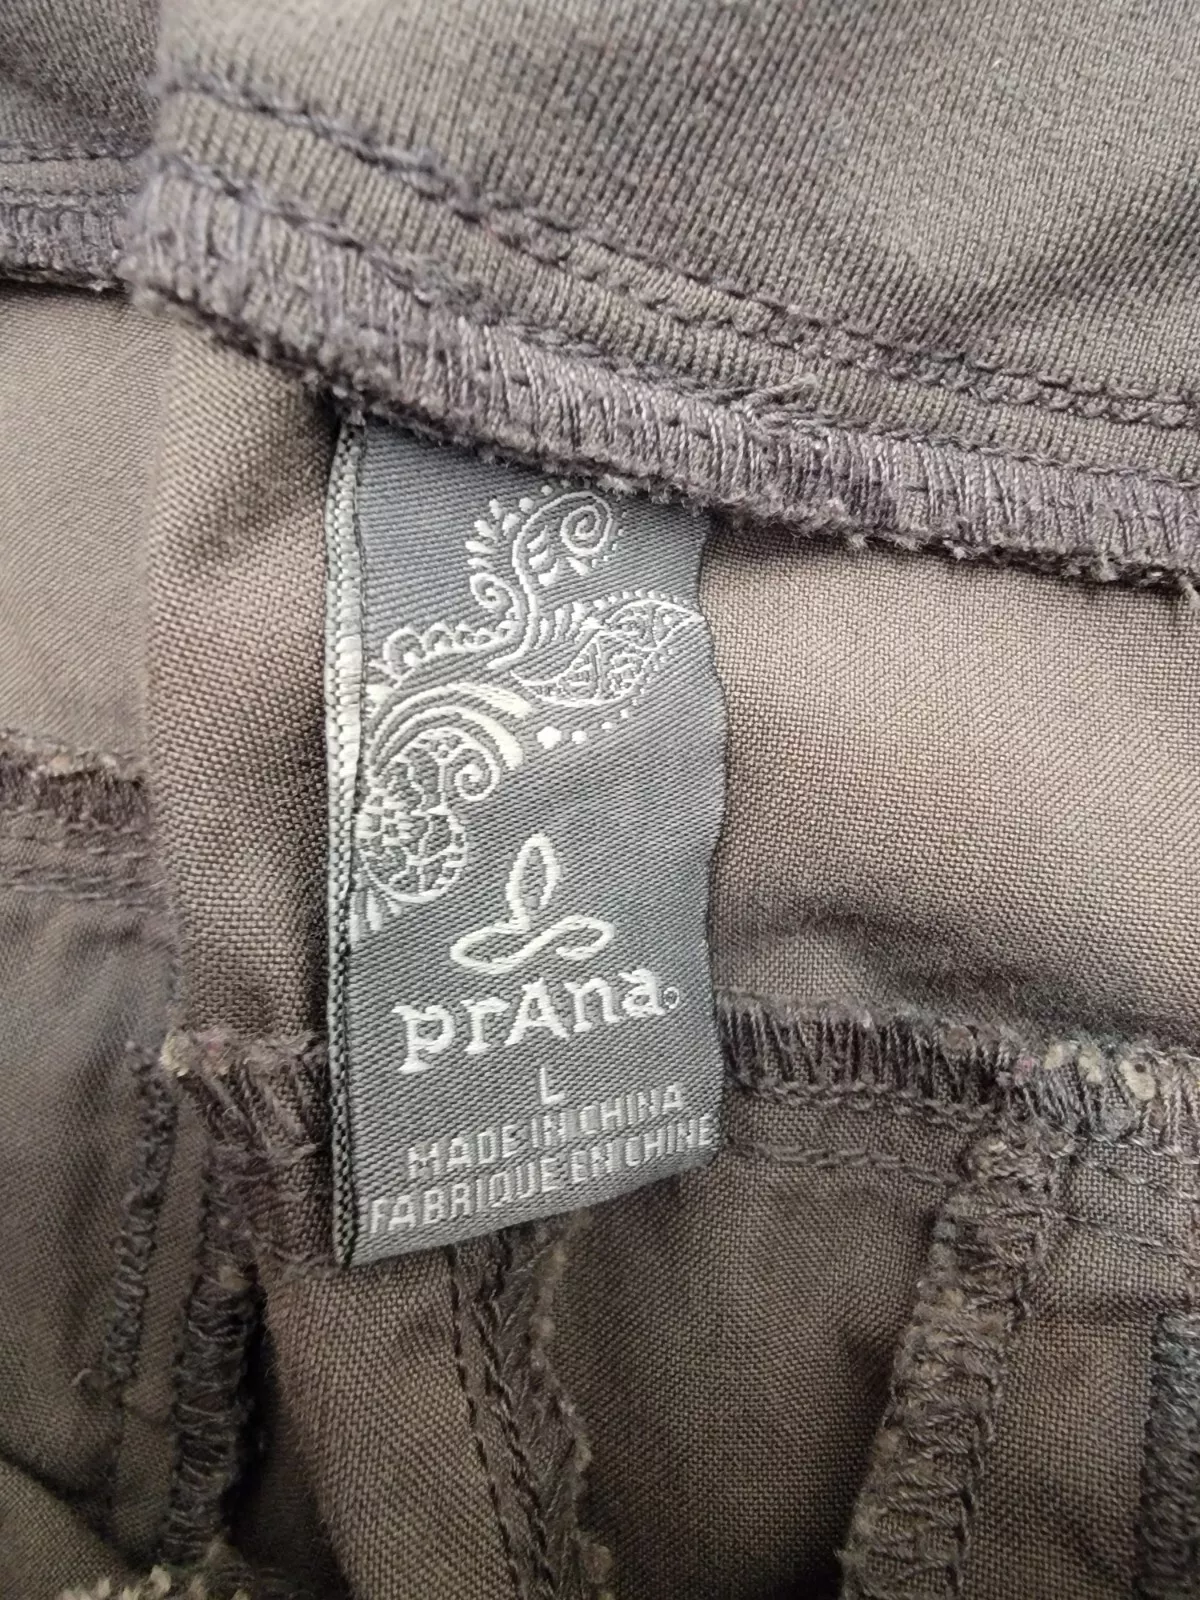 prAna®
L
MADE IN CHINA
FABRIQUE EN CHINE